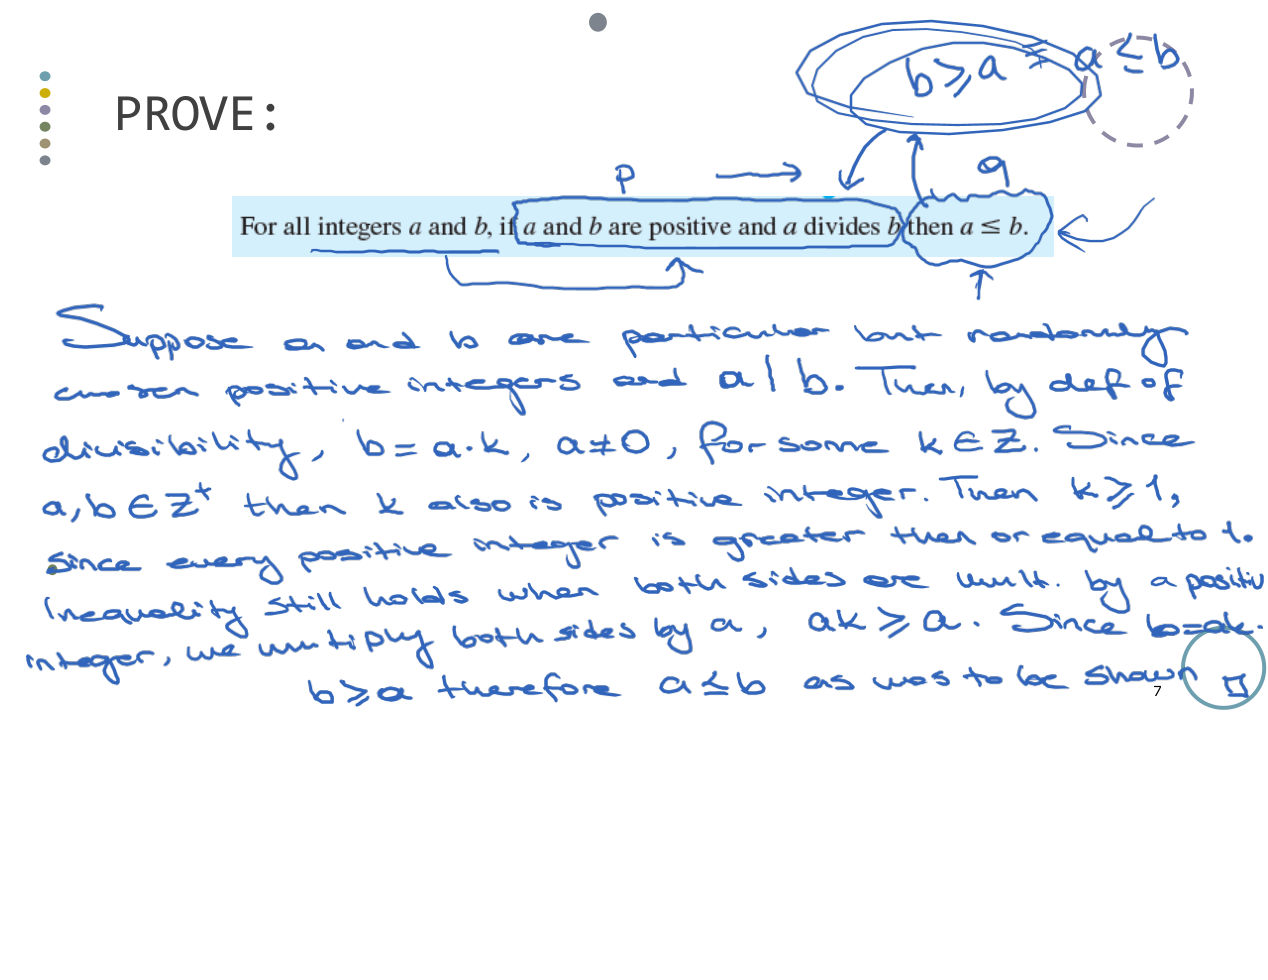 b ≥ a ≡ a ≤ b
PROVE:
p → q
For all integers a and b, if a and b are positive and a divides b then a ≤ b.
Suppose a and b are particular but randomly
chosen positive integers and a | b. Then, by def of
divisibility, b = a·k, a ≠ 0, for some k ∈ Z. Since
a, b ∈ Z⁺ then k also is positive integer. Then k ≥ 1,
since every positive integer is greater then or equal to 1.
Inequality still holds when both sides are mult. by a positiv
integer, we multiply both sides by a, ak ≥ a. Since b=ak.
b ≥ a therefore a ≤ b as was to be shown □
7